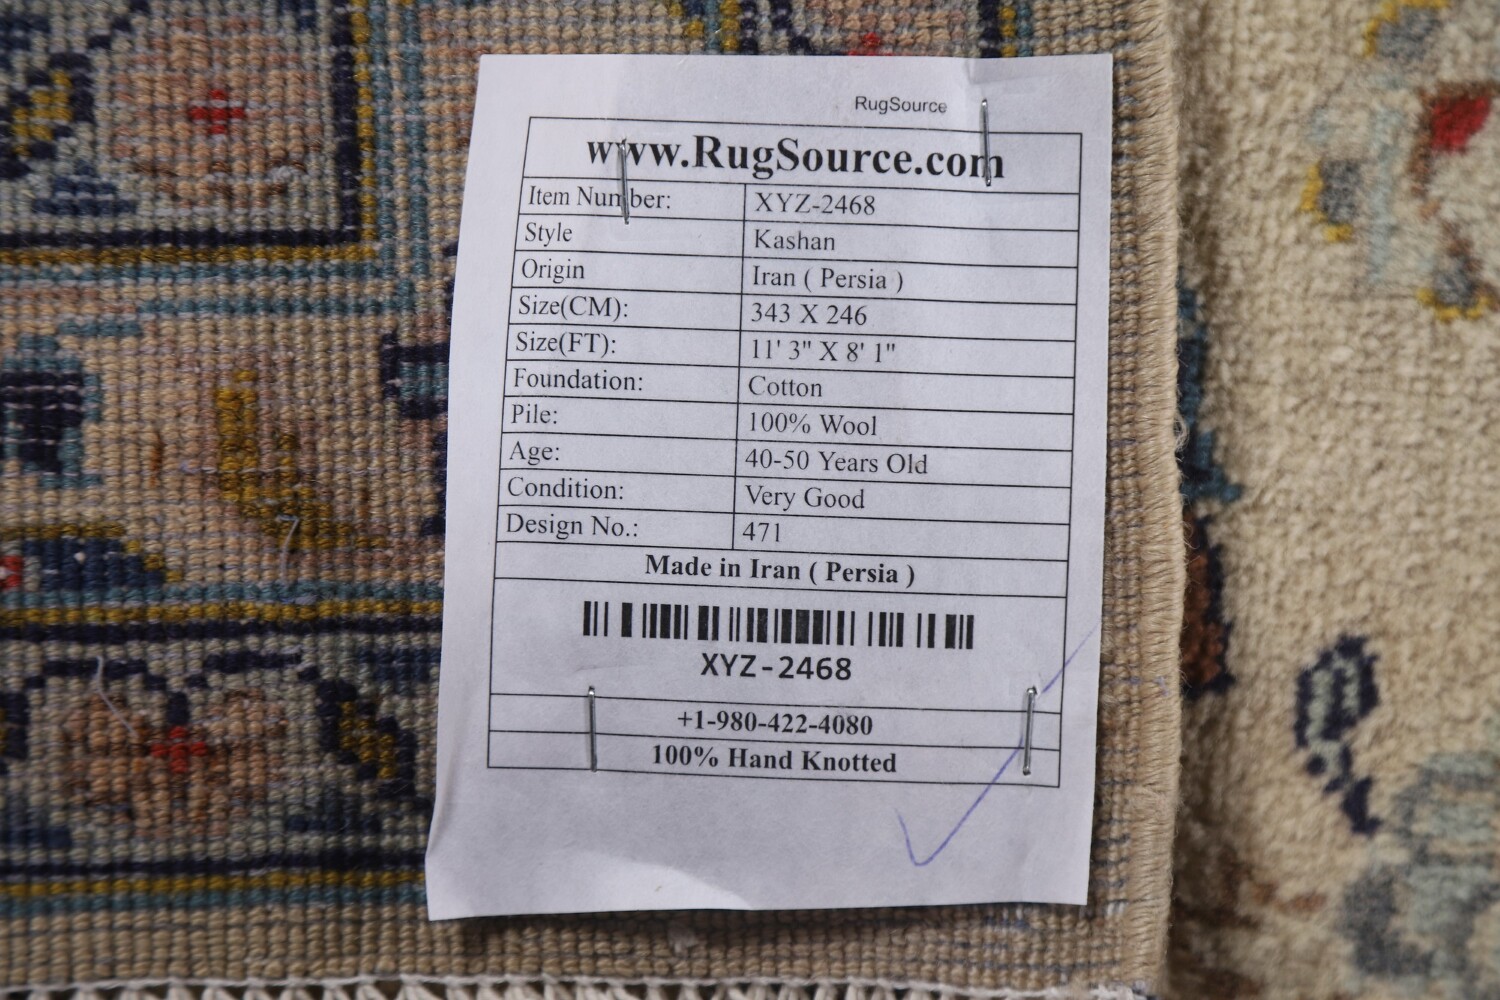 RugSource
www.RugSource.com
Item Number: XYZ-2468
Style Kashan
Origin Iran ( Persia )
Size(CM): 343 X 246
Size(FT): 11' 3" X 8' 1"
Foundation: Cotton
Pile: 100% Wool
Age: 40-50 Years Old
Condition: Very Good
Design No.: 471
Made in Iran ( Persia )
XYZ-2468
+1-980-422-4080
100% Hand Knotted